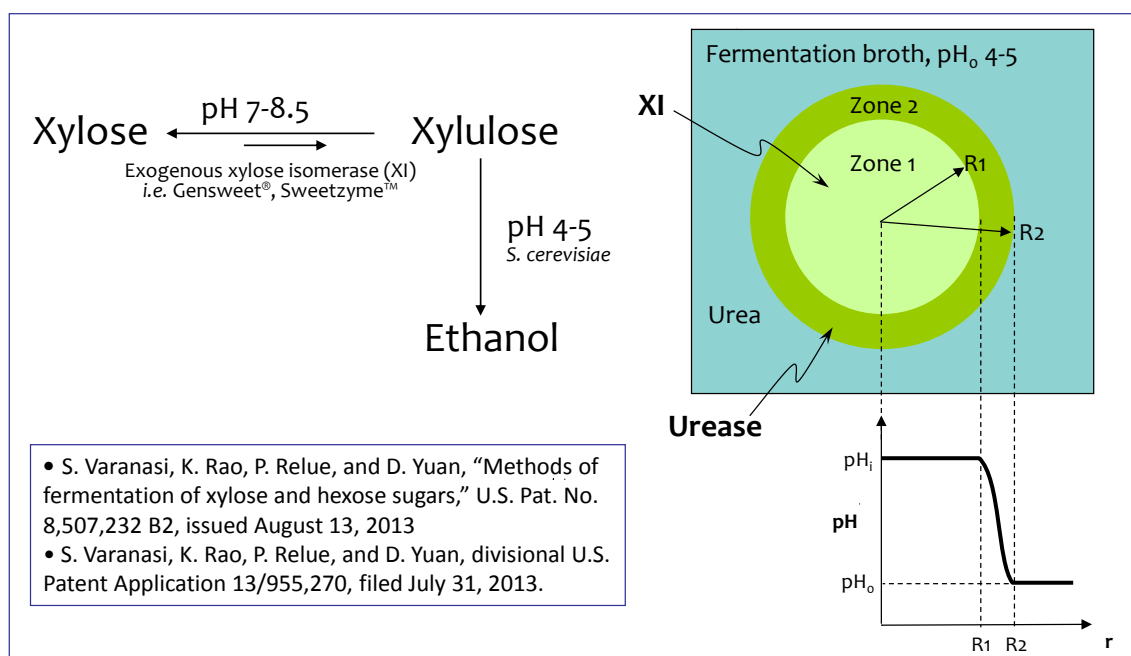 pH 7-8.5
Xylose
Xylulose
Exogenous xylose isomerase (XI)
i.e. Gensweet®, Sweetzyme™
pH 4-5
S. cerevisiae
Ethanol
• S. Varanasi, K. Rao, P. Relue, and D. Yuan, “Methods of
fermentation of xylose and hexose sugars,” U.S. Pat. No.
8,507,232 B2, issued August 13, 2013
• S. Varanasi, K. Rao, P. Relue, and D. Yuan, divisional U.S.
Patent Application 13/955,270, filed July 31, 2013.
Fermentation broth, pHo 4-5
XI
Zone 2
Zone 1
R1
R2
Urea
Urease
pHi
pH
pHo
R1
R2
r